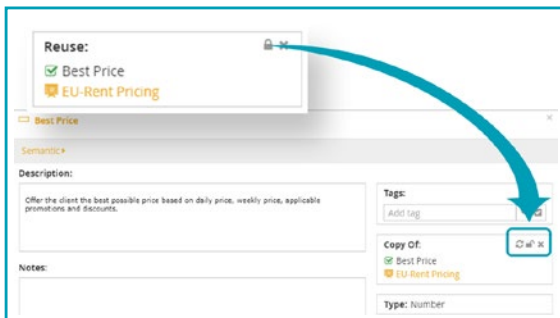 Reuse:
Best Price
EU-Rent Pricing
Best Price
Semantic
Description:
Offer the client the best possible price based on daily price, weekly price, applicable
promotions and discounts.
Notes:
Tags:
Add tag
Copy Of:
Best Price
EU-Rent Pricing
Type: Number